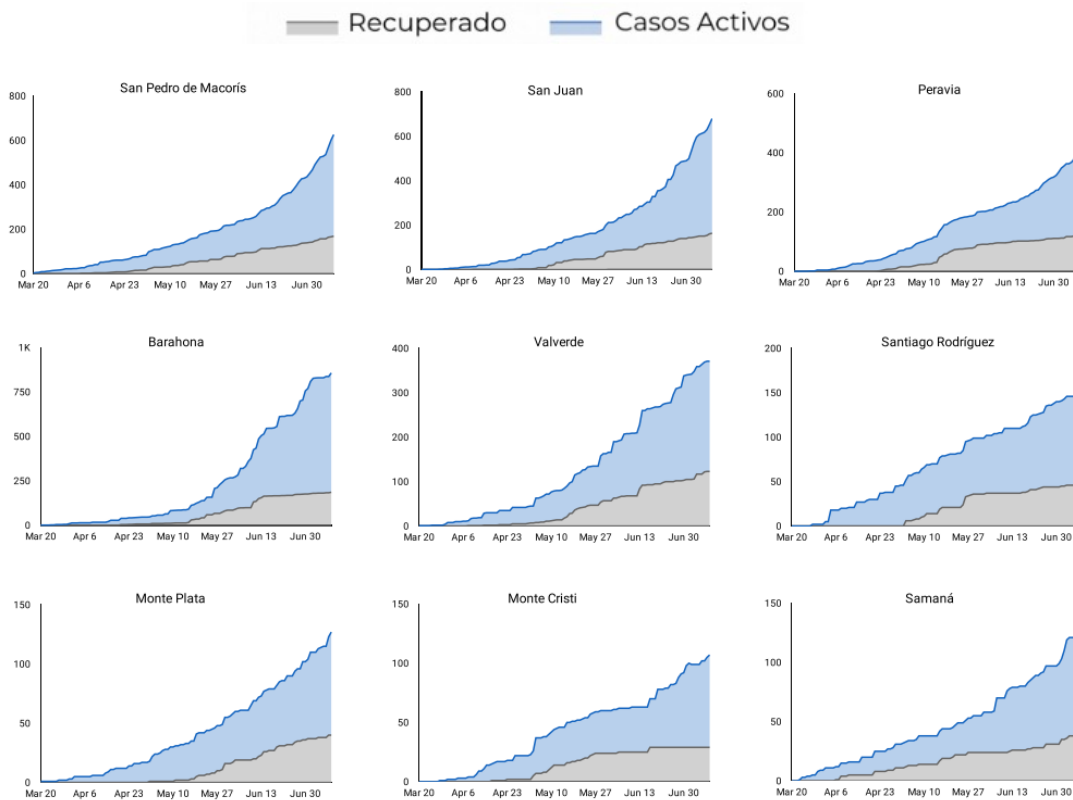 Recuperado Casos Activos
San Pedro de Macorís
800
600
400
200
0
Mar 20 Apr 6 Apr 23 May 10 May 27 Jun 13 Jun 30
San Juan
800
600
400
200
0
Mar 20 Apr 6 Apr 23 May 10 May 27 Jun 13 Jun 30
Peravia
600
400
200
0
Mar 20 Apr 6 Apr 23 May 10 May 27 Jun 13 Jun 30
Barahona
1K
750
500
250
0
Mar 20 Apr 6 Apr 23 May 10 May 27 Jun 13 Jun 30
Valverde
400
300
200
100
0
Mar 20 Apr 6 Apr 23 May 10 May 27 Jun 13 Jun 30
Santiago Rodríguez
200
150
100
50
0
Mar 20 Apr 6 Apr 23 May 10 May 27 Jun 13 Jun 30
Monte Plata
150
100
50
0
Mar 20 Apr 6 Apr 23 May 10 May 27 Jun 13 Jun 30
Monte Cristi
150
100
50
0
Mar 20 Apr 6 Apr 23 May 10 May 27 Jun 13 Jun 30
Samaná
150
100
50
0
Mar 20 Apr 6 Apr 23 May 10 May 27 Jun 13 Jun 30